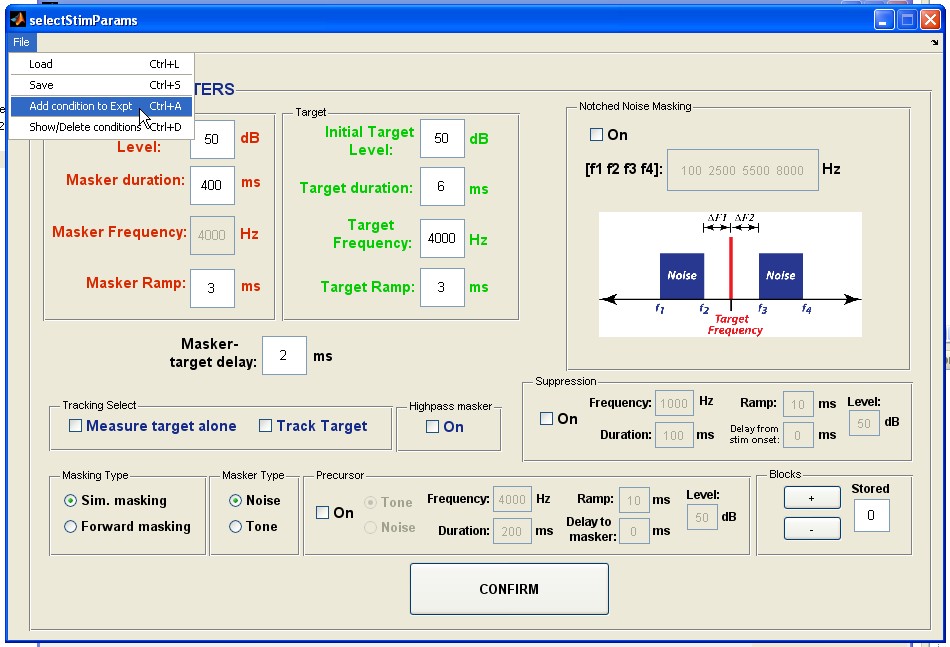 selectStimParams
File
Load Ctrl+L
Save Ctrl+S
Add condition to Expt Ctrl+A
Show/Delete conditions Ctrl+D
TERS
Level: 50 dB
Masker duration: 400 ms
Masker Frequency: 4000 Hz
Masker Ramp: 3 ms
Target
Initial Target
Level: 50 dB
Target duration: 6 ms
Target
Frequency: 4000 Hz
Target Ramp: 3 ms
Masker-
target delay: 2 ms
Notched Noise Masking
On
[f1 f2 f3 f4]: 100 2500 5500 8000 Hz
ΔF1 ΔF2
Noise Noise
f1 f2 f3 f4
Target
Frequency
Tracking Select
Measure target alone Track Target
Highpass masker
On
Suppression
On
Frequency: 1000 Hz
Duration: 100 ms
Ramp: 10 ms
Delay from
stim onset: 0 ms
Level:
50 dB
Masking Type
Sim. masking
Forward masking
Masker Type
Noise
Tone
Precursor
On
Tone
Noise
Frequency: 4000 Hz
Duration: 200 ms
Ramp: 10 ms
Delay to
masker: 0 ms
Level:
50 dB
Blocks
+
-
Stored
0
CONFIRM